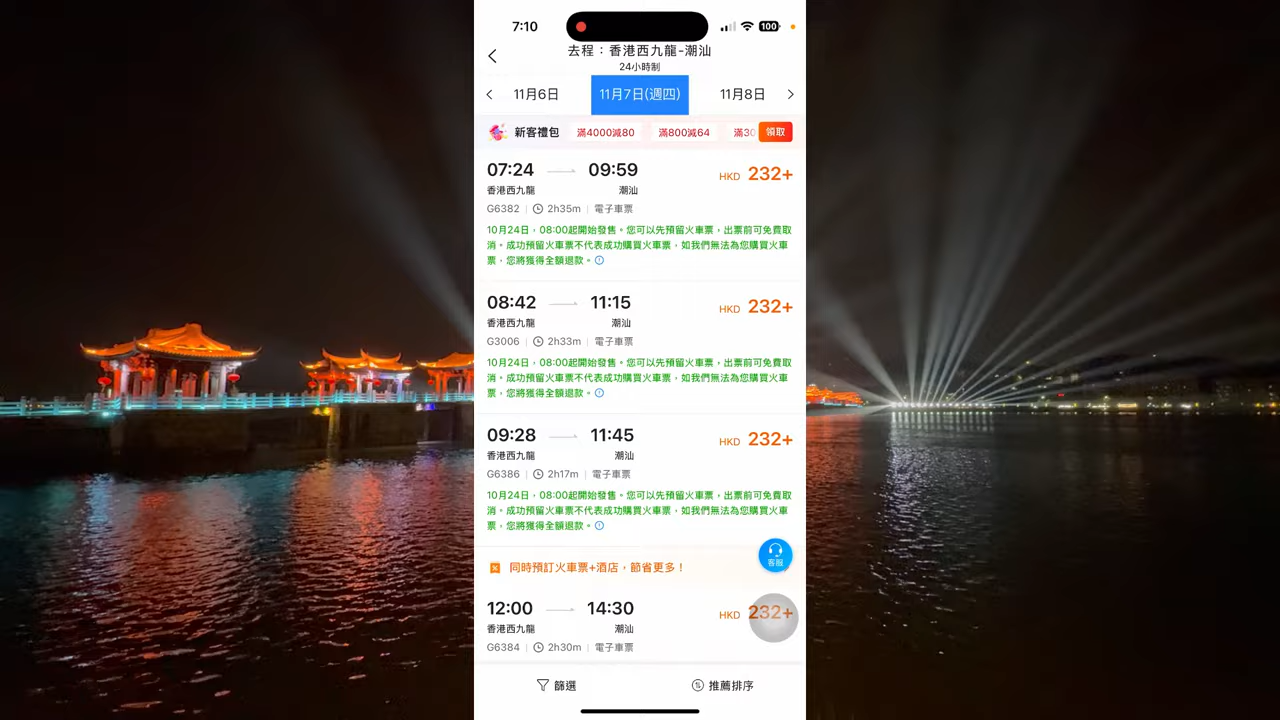 7:10
100
去程：香港西九龍-潮汕
24小時制
11月6日
11月7日(週四)
11月8日
新客禮包 滿4000减80 滿800减64 滿30 領取
07:24 09:59 HKD 232+
香港西九龍 潮汕
G6382 2h35m 電子車票
10月24日，08:00起開始發售。您可以先預留火車票，出票前可免費取
消。成功預留火車票不代表成功購買火車票，如我們無法為您購買火車
票，您將獲得全額退款。
08:42 11:15 HKD 232+
香港西九龍 潮汕
G3006 2h33m 電子車票
10月24日，08:00起開始發售。您可以先預留火車票，出票前可免費取
消。成功預留火車票不代表成功購買火車票，如我們無法為您購買火車
票，您將獲得全額退款。
09:28 11:45 HKD 232+
香港西九龍 潮汕
G6386 2h17m 電子車票
10月24日，08:00起開始發售。您可以先預留火車票，出票前可免費取
消。成功預留火車票不代表成功購買火車票，如我們無法為您購買火車
票，您將獲得全額退款。
客服
同時預訂火車票+酒店，節省更多！
12:00 14:30 HKD 232+
香港西九龍 潮汕
G6384 2h30m 電子車票
篩選 推薦排序